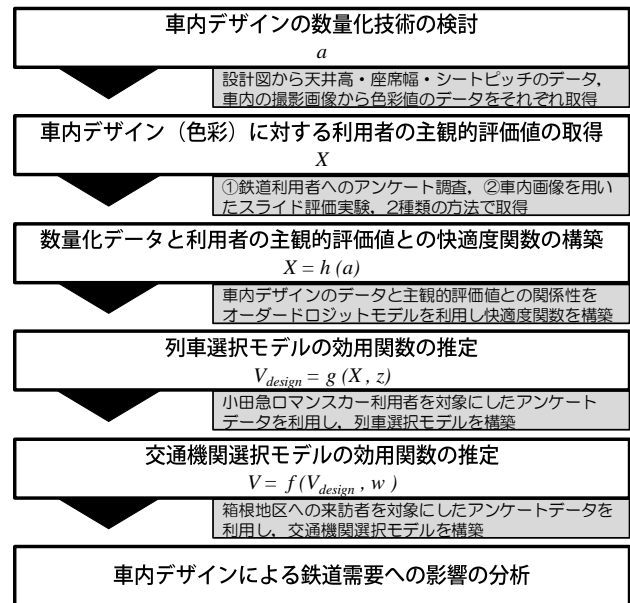 車内デザインの数量化技術の検討
a
設計図から天井高・座席幅・シートピッチのデータ，
車内の撮影画像から色彩値のデータをそれぞれ取得
車内デザイン（色彩）に対する利用者の主観的評価値の取得
X
①鉄道利用者へのアンケート調査，②車内画像を用い
たスライド評価実験，2種類の方法で取得
数量化データと利用者の主観的評価値との快適度関数の構築
X = h (a)
車内デザインのデータと主観的評価値との関係性を
オーダードロジットモデルを利用し快適度関数を構築
列車選択モデルの効用関数の推定
V_design = g (X , z)
小田急ロマンスカー利用者を対象にしたアンケート
データを利用し，列車選択モデルを構築
交通機関選択モデルの効用関数の推定
V = f (V_design , w )
箱根地区への来訪者を対象にしたアンケートデータを
利用し，交通機関選択モデルを構築
車内デザインによる鉄道需要への影響の分析